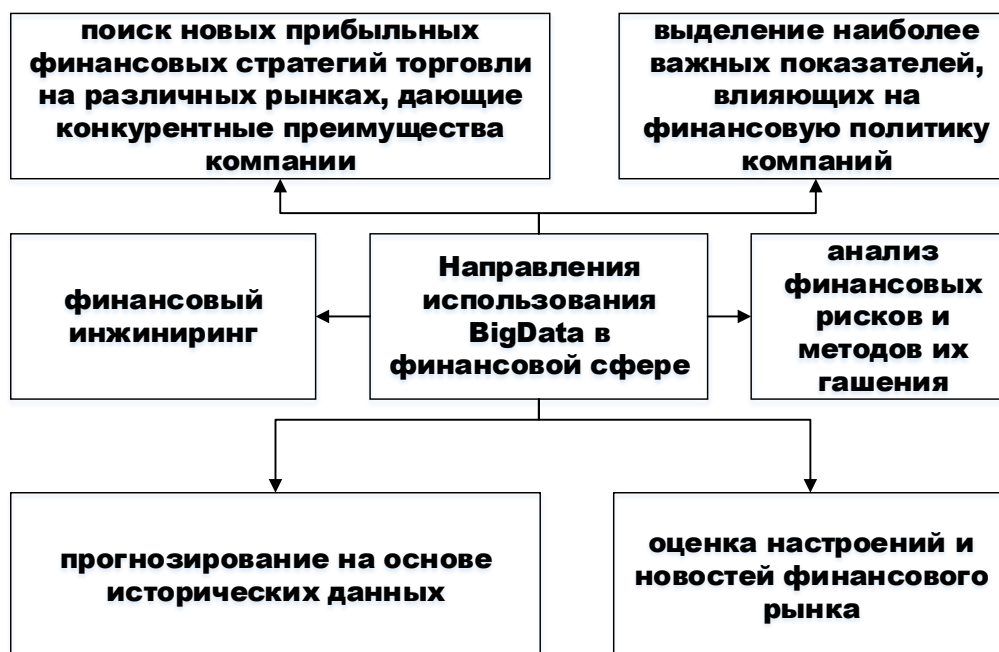 поиск новых прибыльных
финансовых стратегий торговли
на различных рынках, дающие
конкурентные преимущества
компании
выделение наиболее
важных показателей,
влияющих на
финансовую политику
компаний
финансовый
инжиниринг
Направления
использования
BigData в
финансовой сфере
анализ
финансовых
рисков и
методов их
гашения
прогнозирование на основе
исторических данных
оценка настроений и
новостей финансового
рынка